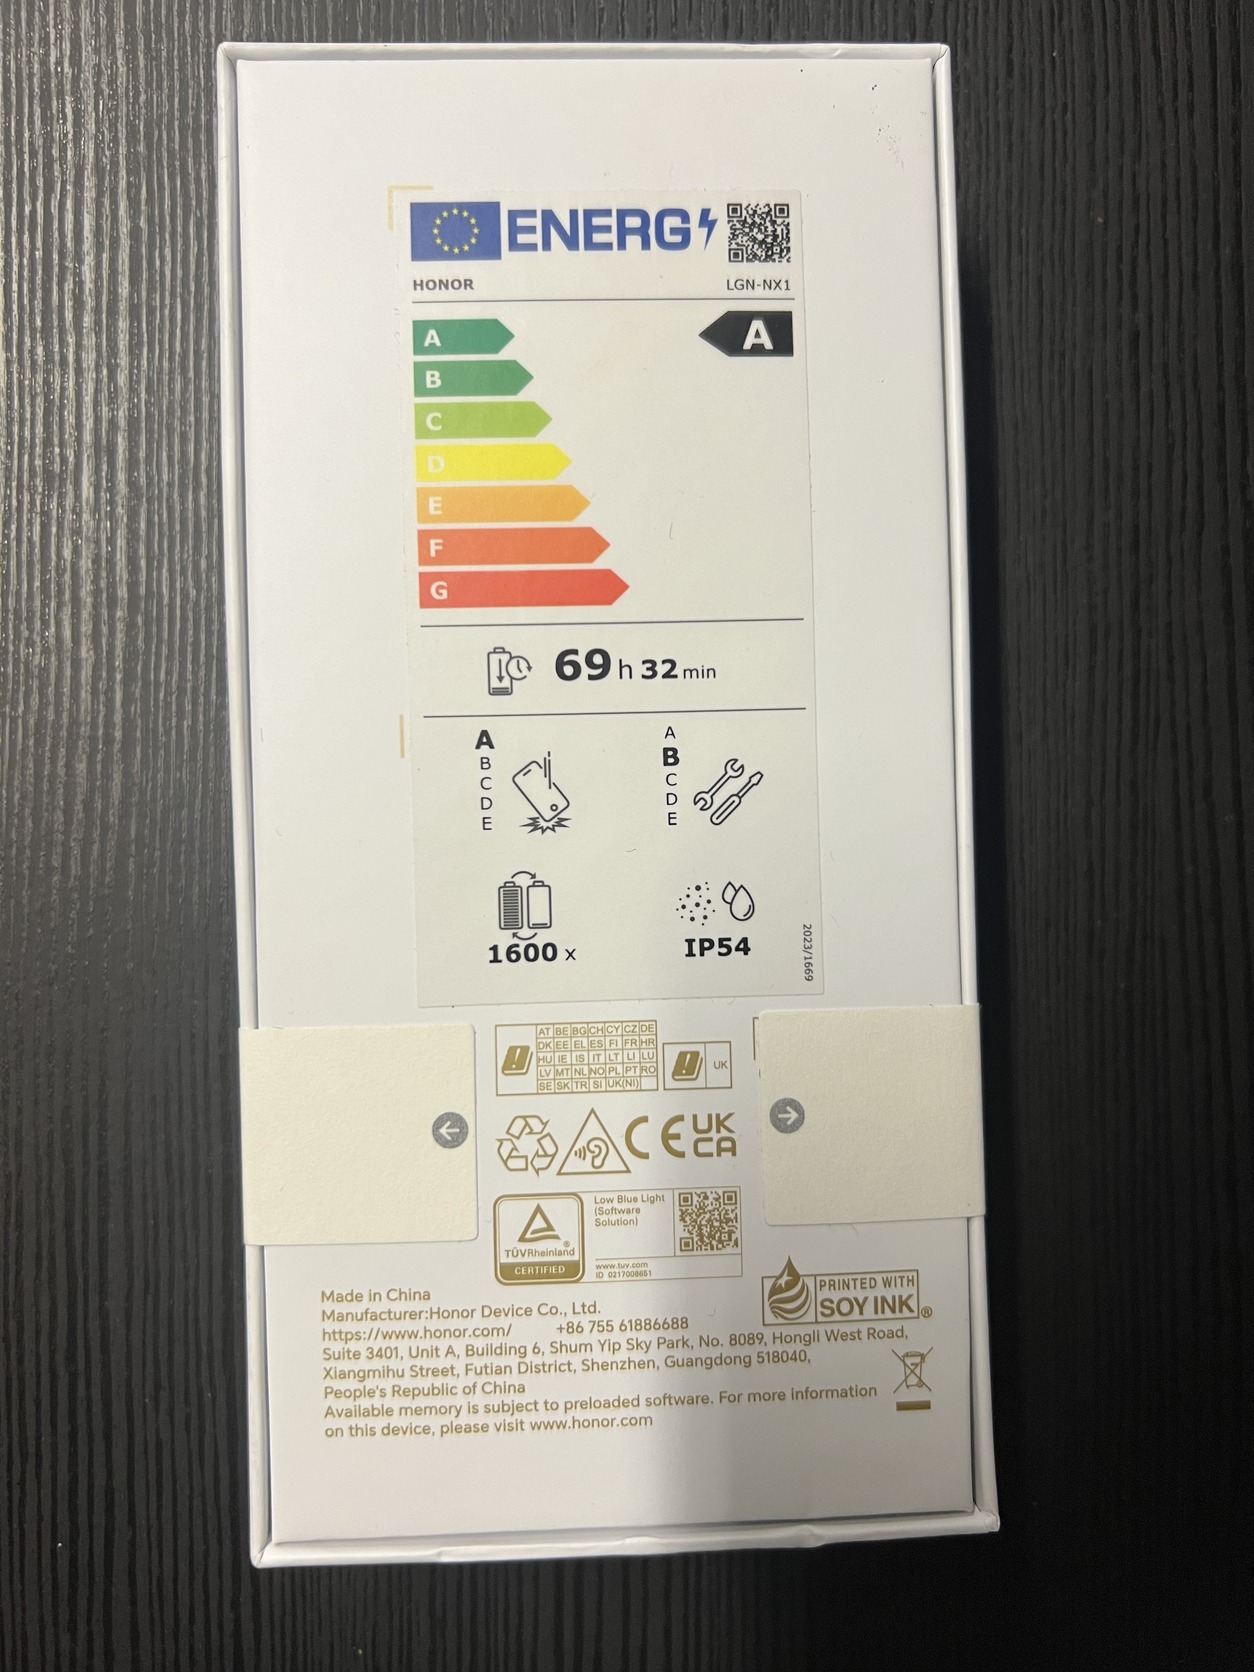 ENERG
HONOR LGN-NX1
A A
B
C
D
E
F
G
69 h 32 min
A
B
C
D
E
A
B
C
D
E
1600 x
IP54
2023/1669
AT BE BG CH CY CZ DE
DK EE EL ES FI FR HR
HU IE IS IT LT LI LU
LV MT NL NO PL PT RO
SE SK TR SI UK(NI)
UK
CE UK
CA
TÜVRheinland®
CERTIFIED
Low Blue Light
(Software
Solution)
www.tuv.com
ID 0217008651
PRINTED WITH
SOY INK®
Made in China
Manufacturer:Honor Device Co., Ltd.
https://www.honor.com/ +86 755 61886688
Suite 3401, Unit A, Building 6, Shum Yip Sky Park, No. 8089, Hongli West Road,
Xiangmihu Street, Futian District, Shenzhen, Guangdong 518040,
People's Republic of China
Available memory is subject to preloaded software. For more information
on this device, please visit www.honor.com